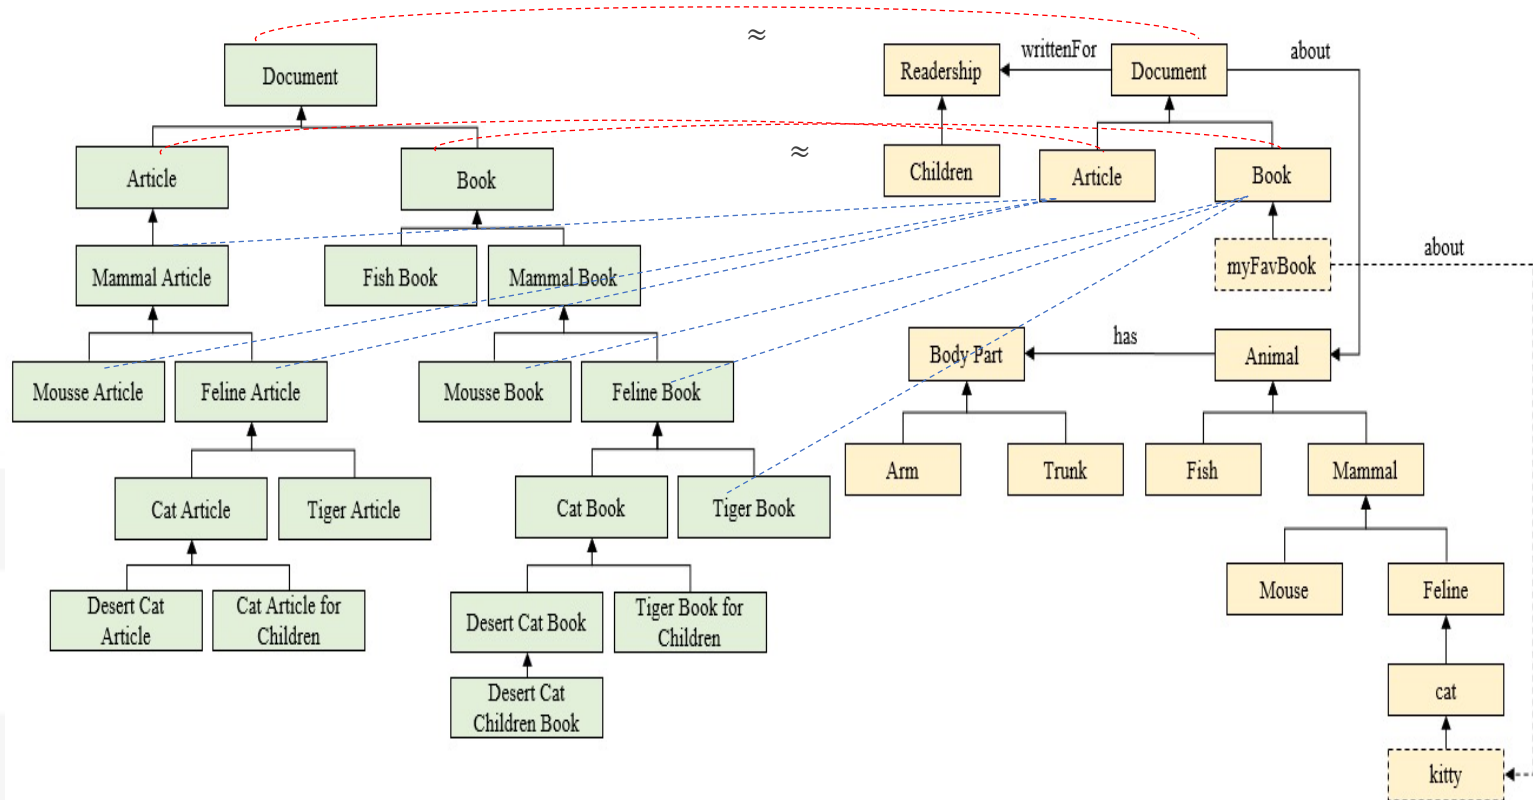 ≈
Document
Readership
writtenFor
Document
about
≈
Article
Book
Children
Article
Book
Mammal Article
Fish Book
Mammal Book
myFavBook
about
Mousse Article
Feline Article
Mousse Book
Feline Book
Body Part
has
Animal
Cat Article
Tiger Article
Cat Book
Tiger Book
Arm
Trunk
Fish
Mammal
Desert Cat
Article
Cat Article for
Children
Desert Cat Book
Tiger Book for
Children
Mouse
Feline
Desert Cat
Children Book
cat
kitty